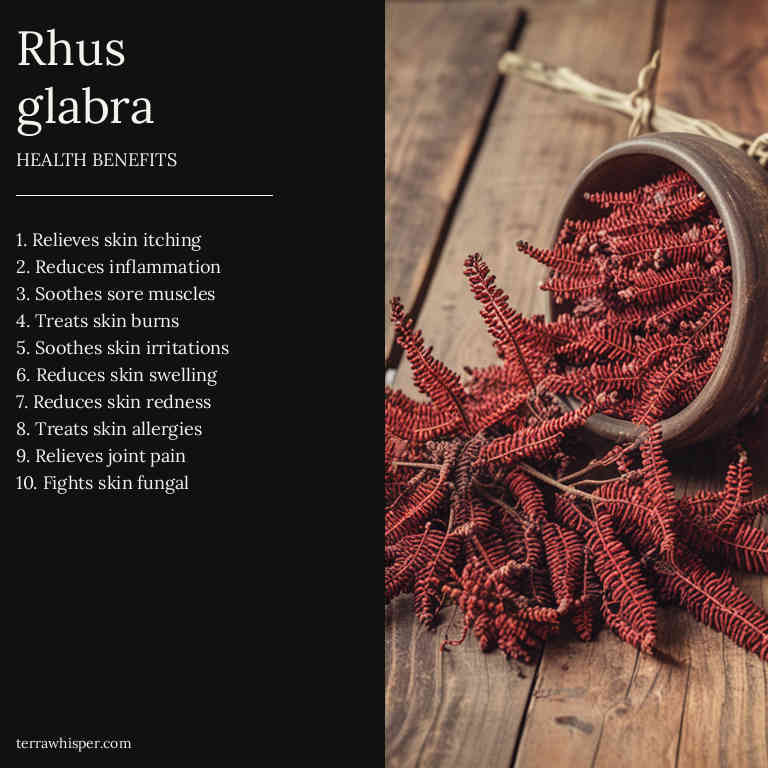 Rhus
glabra
HEALTH BENEFITS
1. Relieves skin itching
2. Reduces inflammation
3. Soothes sore muscles
4. Treats skin burns
5. Soothes skin irritations
6. Reduces skin swelling
7. Reduces skin redness
8. Treats skin allergies
9. Relieves joint pain
10. Fights skin fungal
terrawhisper.com